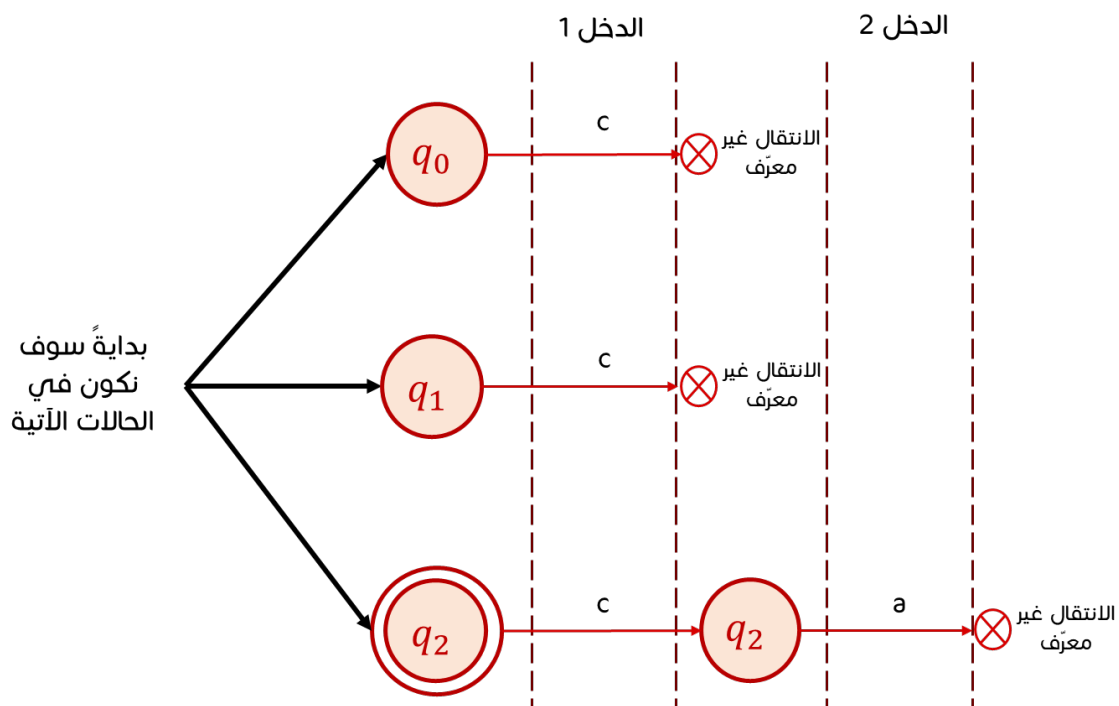 الدخل 1
الدخل 2
q0
c
الانتقال غير
معرّف
بدايةً سوف
نكون في
الحالات الآتية
q1
c
الانتقال غير
معرّف
q2
c
q2
a
الانتقال غير
معرّف